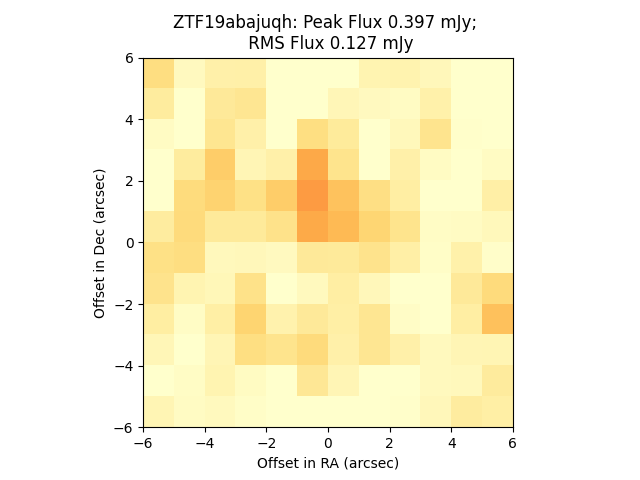 ZTF19abajuqh: Peak Flux 0.397 mJy;
RMS Flux 0.127 mJy
6
4
2
0
−2
−4
−6
Offset in Dec (arcsec)
−6 −4 −2 0 2 4 6
Offset in RA (arcsec)